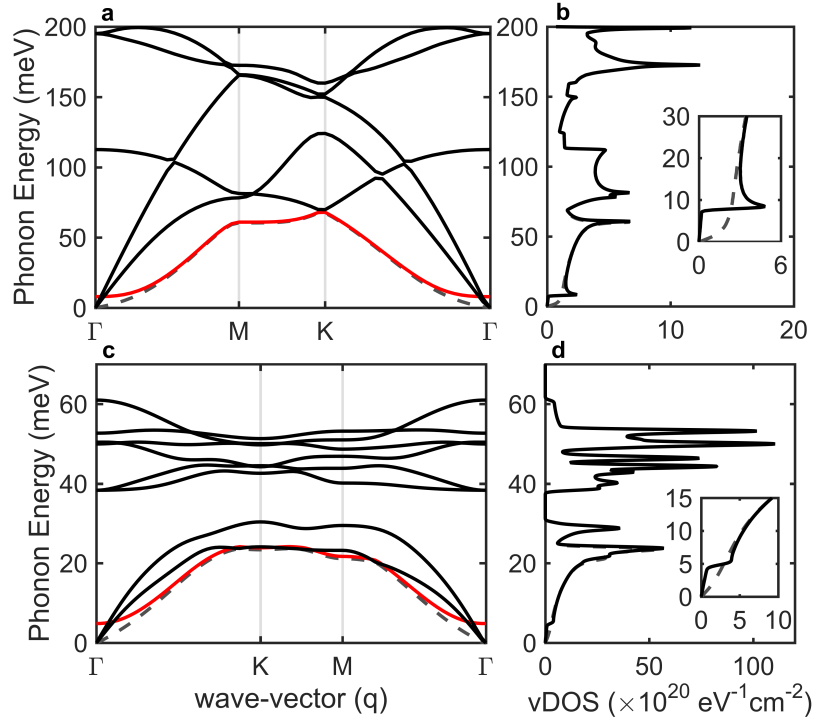 a
Phonon Energy (meV)
200
150
100
50
0
Γ
M
K
Γ
b
200
150
100
50
0
0
10
20
30
20
10
0
0
6
c
Phonon Energy (meV)
60
40
20
0
Γ
K
M
Γ
wave-vector (q)
d
60
40
20
0
0
50
100
vDOS (×10²⁰ eV⁻¹cm⁻²)
15
10
5
0
0
5
10